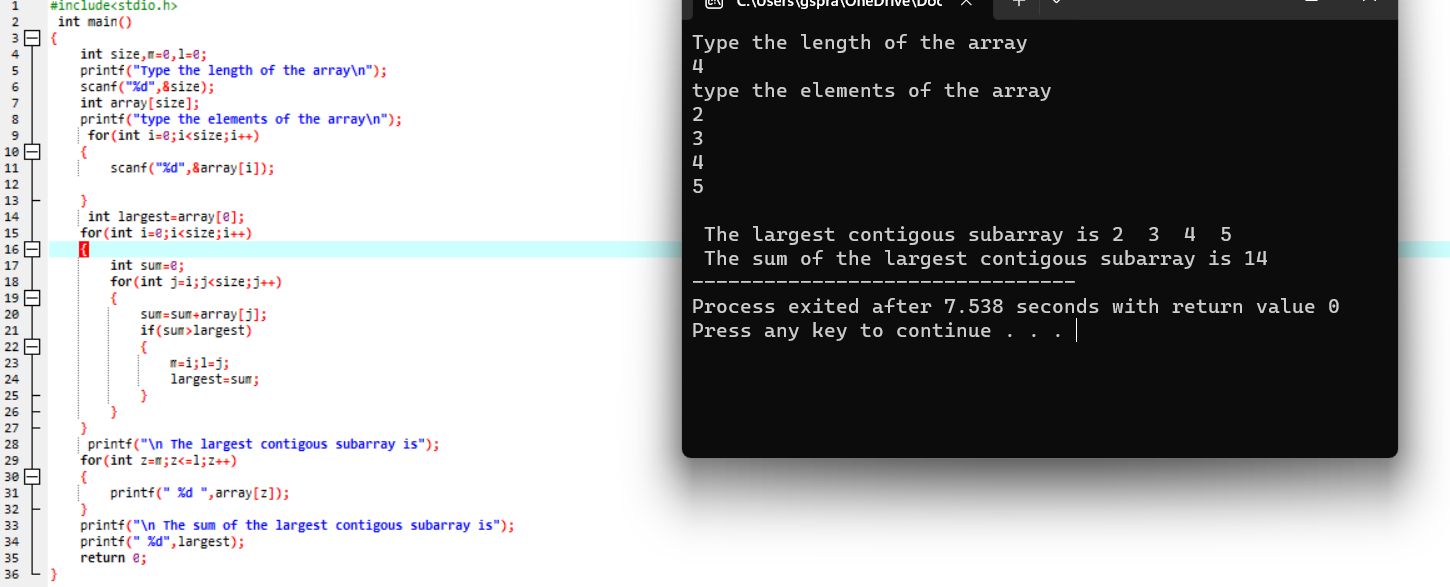 1 #include<stdio.h>
2 int main()
3 {
4 int size,m=0,l=0;
5 printf("Type the length of the array\n");
6 scanf("%d",&size);
7 int array[size];
8 printf("type the elements of the array\n");
9 for(int i=0;i<size;i++)
10 {
11 scanf("%d",&array[i]);
12
13 }
14 int largest=array[0];
15 for(int i=0;i<size;i++)
16 {
17 int sum=0;
18 for(int j=i;j<size;j++)
19 {
20 sum=sum+array[j];
21 if(sum>largest)
22 {
23 m=i;l=j;
24 largest=sum;
25 }
26 }
27 }
28 printf("\n The largest contigous subarray is");
29 for(int z=m;z<=l;z++)
30 {
31 printf(" %d ",array[z]);
32 }
33 printf("\n The sum of the largest contigous subarray is");
34 printf(" %d",largest);
35 return 0;
36 }
C:\Users\gspra\OneDrive\Doc
Type the length of the array
4
type the elements of the array
2
3
4
5
The largest contigous subarray is 2 3 4 5
The sum of the largest contigous subarray is 14
--------------------------------
Process exited after 7.538 seconds with return value 0
Press any key to continue . . .